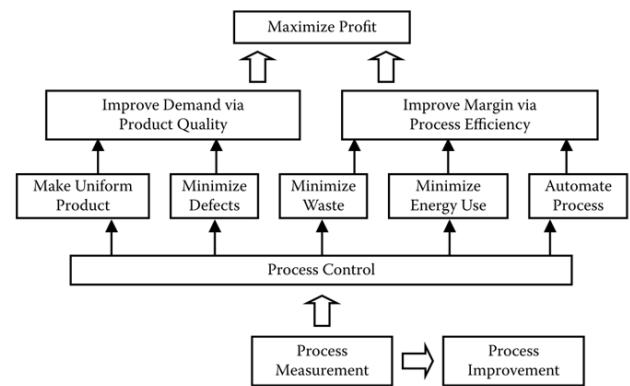 Maximize Profit
Improve Demand via
Product Quality
Improve Margin via
Process Efficiency
Make Uniform
Product
Minimize
Defects
Minimize
Waste
Minimize
Energy Use
Automate
Process
Process Control
Process
Measurement
Process
Improvement